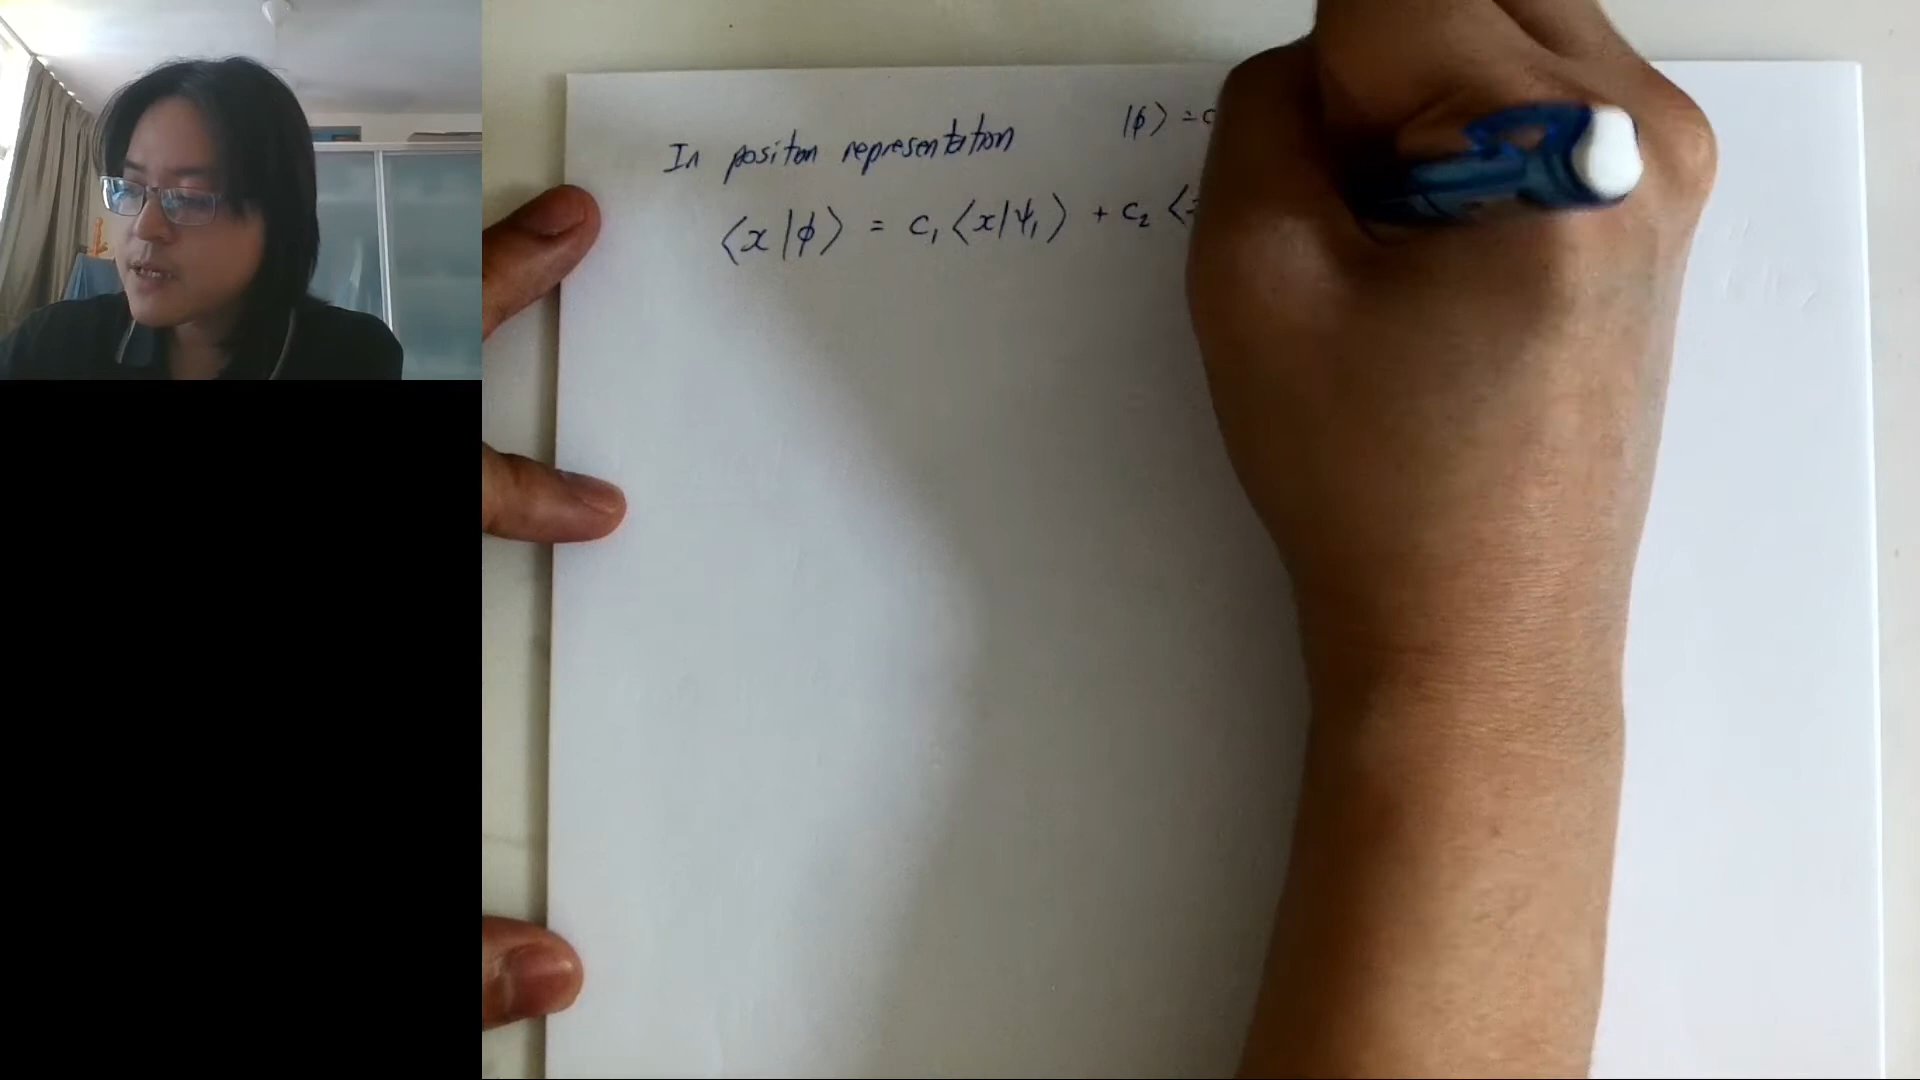 |φ⟩ = c
In positon representation
⟨x|φ⟩ = c₁⟨x|ψ₁⟩ + c₂⟨